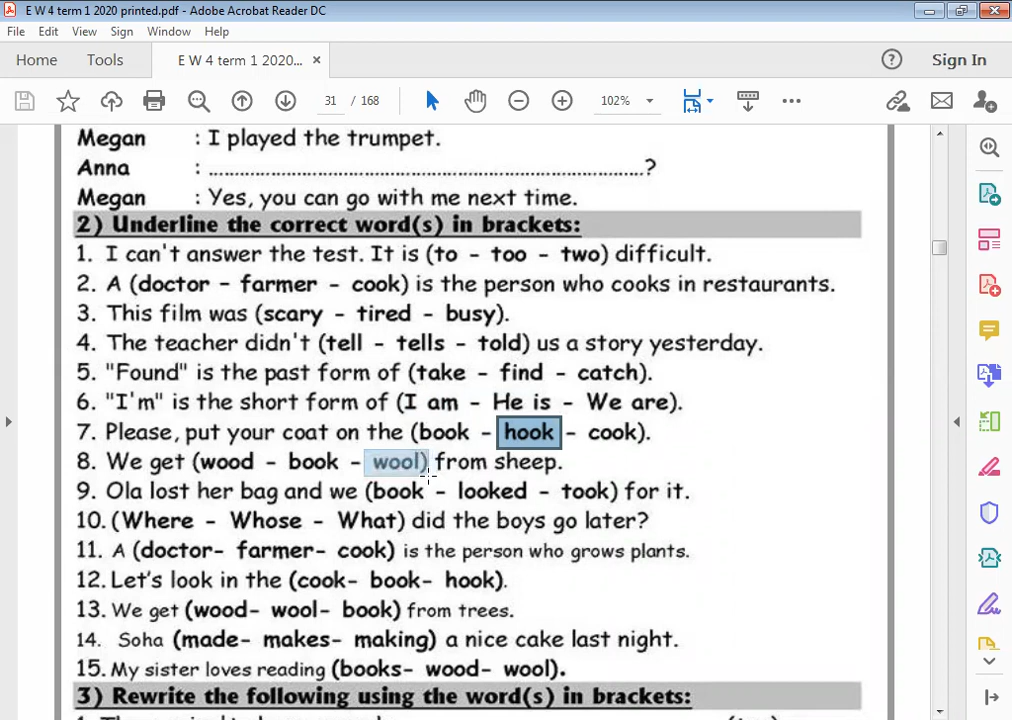 E W 4 term 1 2020 printed.pdf - Adobe Acrobat Reader DC
File Edit View Sign Window Help
Home Tools E W 4 term 1 2020... × Sign In
31 / 168 102%
Megan : I played the trumpet.
Anna : ......................................................................?
Megan : Yes, you can go with me next time.
2) Underline the correct word(s) in brackets:
1. I can't answer the test. It is (to - too - two) difficult.
2. A (doctor - farmer - cook) is the person who cooks in restaurants.
3. This film was (scary - tired - busy).
4. The teacher didn't (tell - tells - told) us a story yesterday.
5. "Found" is the past form of (take - find - catch).
6. "I'm" is the short form of (I am - He is - We are).
7. Please, put your coat on the (book - hook - cook).
8. We get (wood - book - wool) from sheep.
9. Ola lost her bag and we (book - looked - took) for it.
10. (Where - Whose - What) did the boys go later?
11. A (doctor- farmer- cook) is the person who grows plants.
12. Let's look in the (cook- book- hook).
13. We get (wood- wool- book) from trees.
14. Soha (made- makes- making) a nice cake last night.
15. My sister loves reading (books- wood- wool).
3) Rewrite the following using the word(s) in brackets: